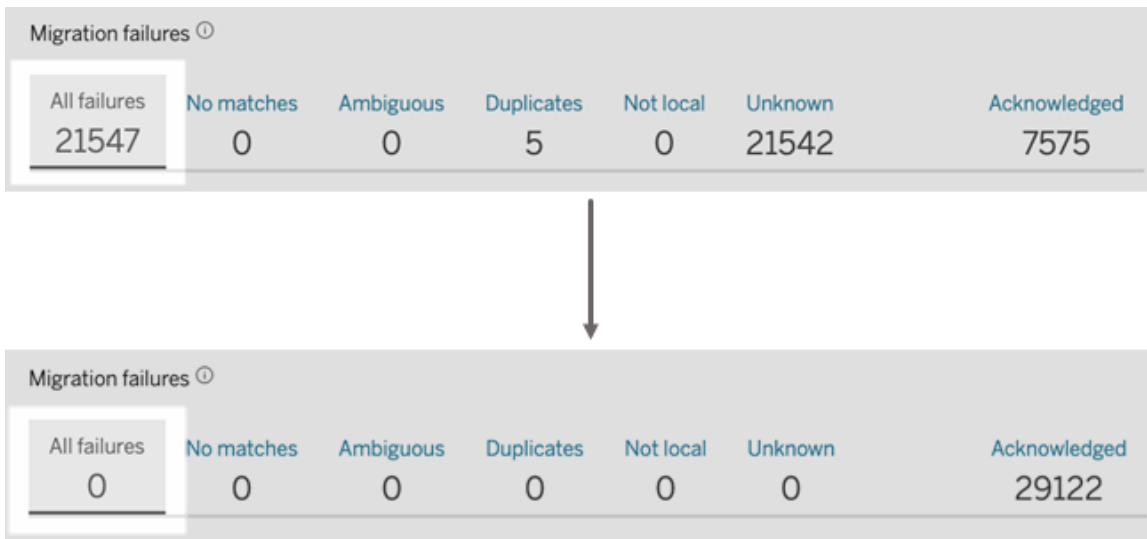 Migration failures ⓘ
All failures No matches Ambiguous Duplicates Not local Unknown Acknowledged
21547 0 0 5 0 21542 7575
Migration failures ⓘ
All failures No matches Ambiguous Duplicates Not local Unknown Acknowledged
0 0 0 0 0 0 29122